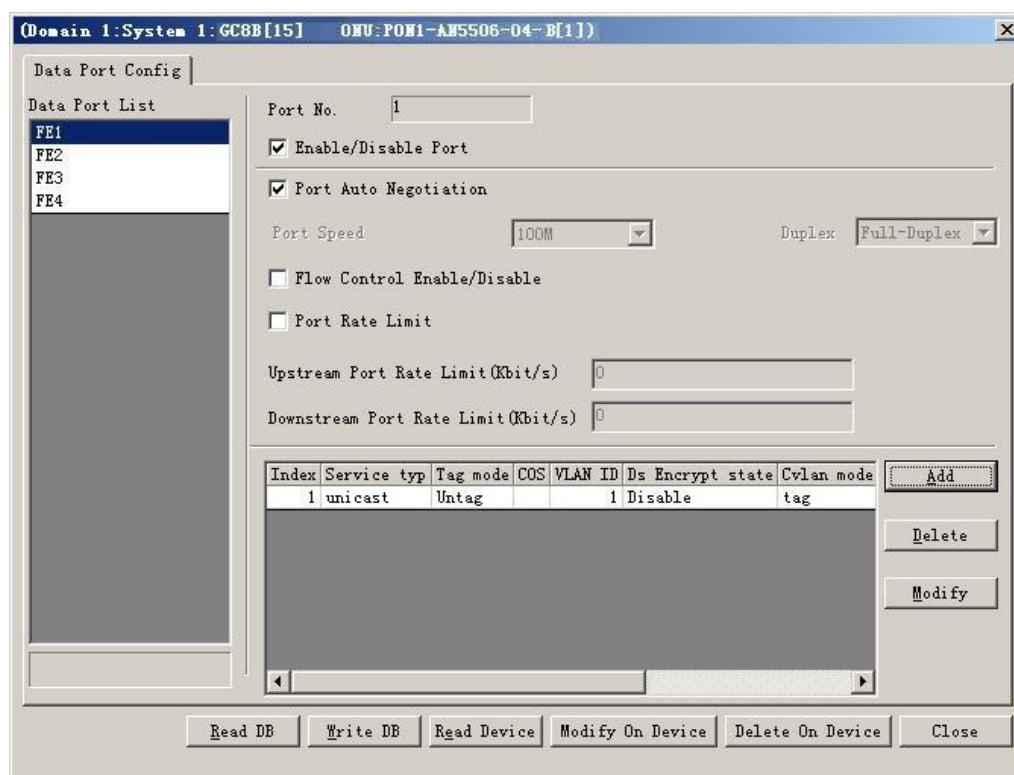 (Domain 1:System 1:GC8B[15] ONU:PON1-AN5506-04-B[1])
Data Port Config
Data Port List
FE1
FE2
FE3
FE4
Port No. 1
Enable/Disable Port
Port Auto Negotiation
Port Speed 100M Duplex Full-Duplex
Flow Control Enable/Disable
Port Rate Limit
Upstream Port Rate Limit(Kbit/s) 0
Downstream Port Rate Limit(Kbit/s) 0
Index Service typ Tag mode COS VLAN ID Ds Encrypt state Cvlan mode
1 unicast Untag 1 Disable tag
Add
Delete
Modify
Read DB Write DB Read Device Modify On Device Delete On Device Close